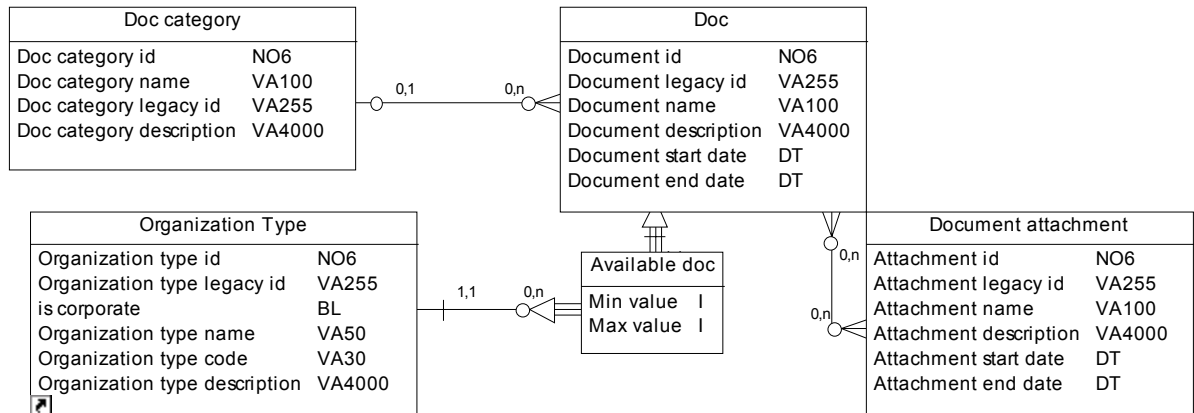 Doc category
Doc category id NO6
Doc category name VA100
Doc category legacy id VA255
Doc category description VA4000
0,1 0,n
Doc
Document id NO6
Document legacy id VA255
Document name VA100
Document description VA4000
Document start date DT
Document end date DT
Organization Type
Organization type id NO6
Organization type legacy id VA255
is corporate BL
Organization type name VA50
Organization type code VA30
Organization type description VA4000
1,1 0,n
Available doc
Min value I
Max value I
0,n
0,n
Document attachment
Attachment id NO6
Attachment legacy id VA255
Attachment name VA100
Attachment description VA4000
Attachment start date DT
Attachment end date DT